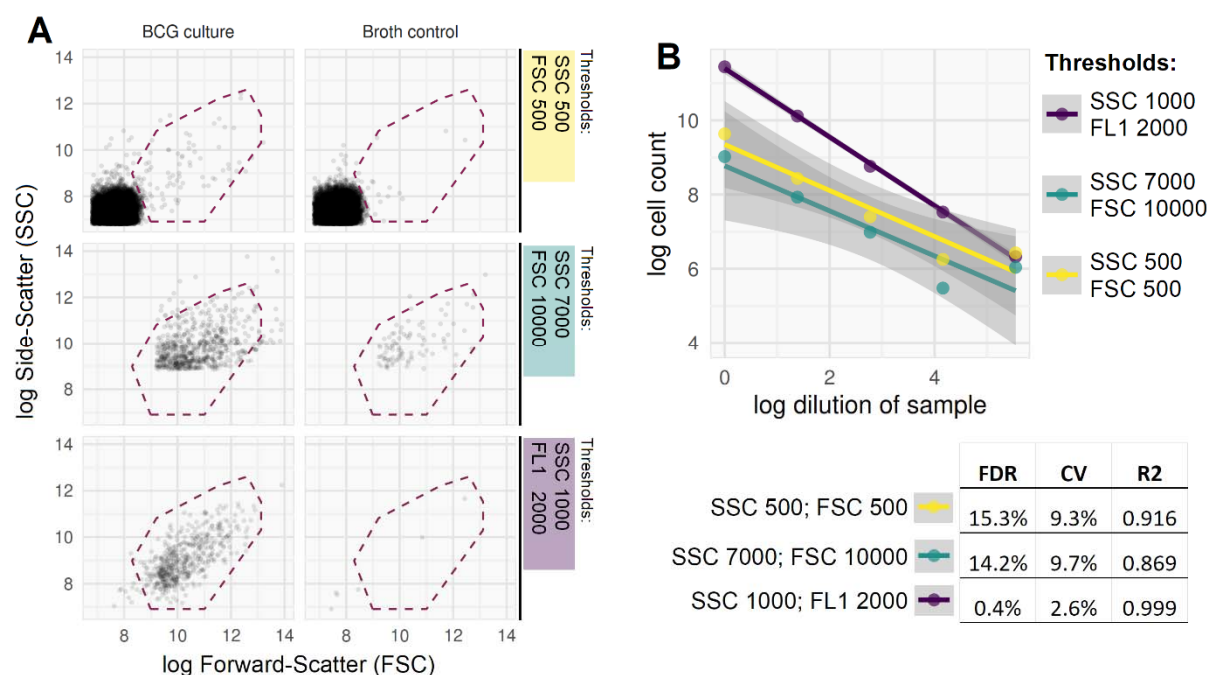 A
BCG culture
Broth control
14
12
10
8
Thresholds:
SSC 500
FSC 500
14
12
10
8
Thresholds:
SSC 7000
FSC 10000
14
12
10
8
Thresholds:
SSC 1000
FL1 2000
8 10 12 14 8 10 12 14
log Side-Scatter (SSC)
log Forward-Scatter (FSC)
B
10
8
6
4
0 2 4
log cell count
log dilution of sample
Thresholds:
SSC 1000
FL1 2000
SSC 7000
FSC 10000
SSC 500
FSC 500
FDR CV R2
SSC 500; FSC 500 15.3% 9.3% 0.916
SSC 7000; FSC 10000 14.2% 9.7% 0.869
SSC 1000; FL1 2000 0.4% 2.6% 0.999